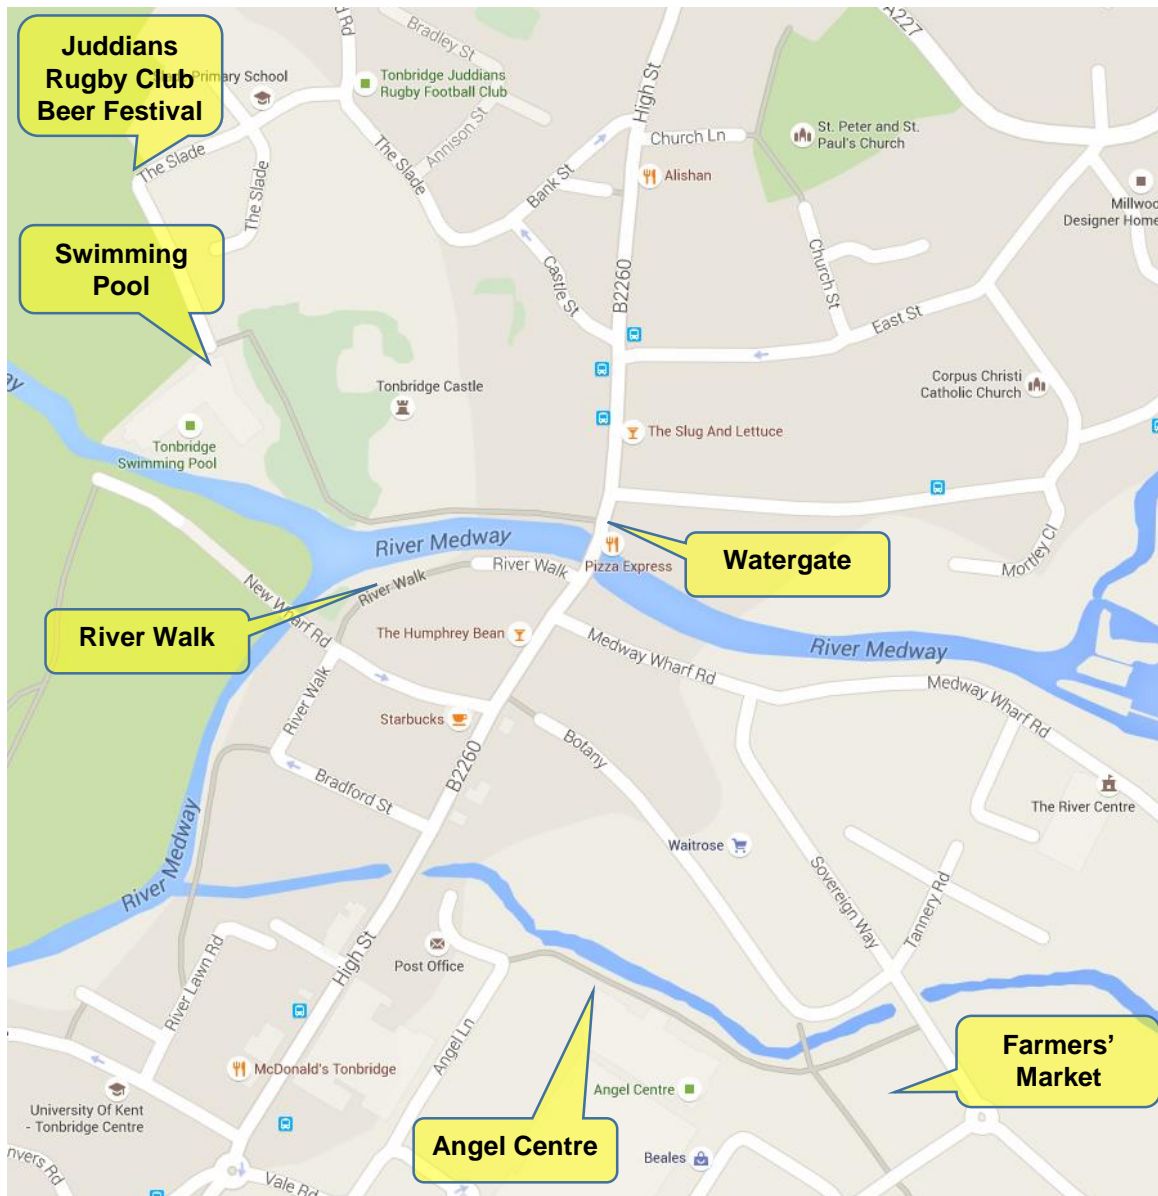 Juddians
Rugby Club
Beer Festival
Primary School
Rd
Bradley St
Tonbridge Juddians
Rugby Football Club
Annison St
High St
A227
Church Ln
St. Peter and St.
Paul's Church
Alishan
The Slade
The Slade
The Slade
Bank St
Millwoo
Designer Home
Swimming
Pool
Castle St
B2260
Church St
East St
Tonbridge Castle
Corpus Christi
Catholic Church
The Slug And Lettuce
Tonbridge
Swimming Pool
River Medway
Watergate
Pizza Express
Mortley Cl
New Wharf Rd
River Walk
River Walk
River Walk
The Humphrey Bean
River Medway
Medway Wharf Rd
Medway Wharf Rd
River Walk
Starbucks
Botany
B2260
Bradford St
The River Centre
Waitrose
River Medway
Sovereign Way
Tannery Rd
River Lawn Rd
High St
Post Office
Angel Ln
McDonald's Tonbridge
Farmers'
Market
Angel Centre
University Of Kent
- Tonbridge Centre
Angel Centre
Beales
nvers Rd
Vale Rd